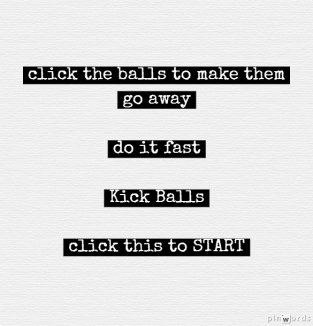 click the balls to make them
go away
do it fast
Kick Balls
click this to START
pinwords